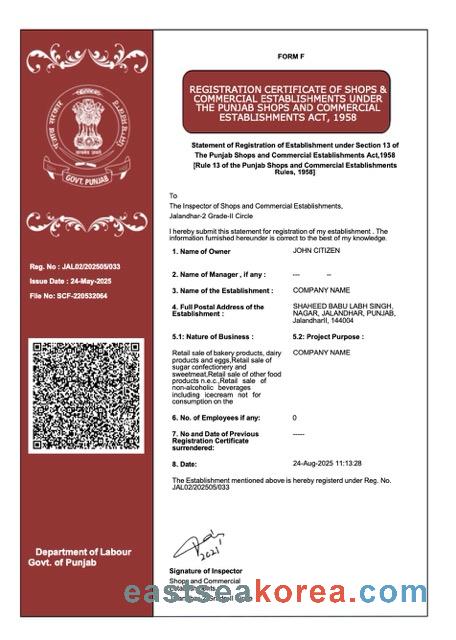 FORM F
REGISTRATION CERTIFICATE OF SHOPS &
COMMERCIAL ESTABLISHMENTS UNDER
THE PUNJAB SHOPS AND COMMERCIAL
ESTABLISHMENTS ACT, 1958
GOVT. PUNJAB
Statement of Registration of Establishment under Section 13 of
The Punjab Shops and Commercial Establishments Act,1958
[Rule 13 of the Punjab Shops and Commercial Establishments
Rules, 1958]
To
The Inspector of Shops and Commercial Establishments,
Jalandhar-2 Grade-II Circle
I hereby submit this statement for registration of my establishment . The
information furnished hereunder is correct to the best of my knowledge.
1. Name of Owner JOHN CITIZEN
2. Name of Manager , if any : --- --
3. Name of the Establishment : COMPANY NAME
4. Full Postal Address of the
Establishment :
SHAHEED BABU LABH SINGH,
NAGAR, JALANDHAR, PUNJAB,
JalandharII, 144004
5.1: Nature of Business : 5.2: Project Purpose :
Retail sale of bakery products, dairy
products and eggs,Retail sale of
sugar confectionery and
sweetmeat,Retail sale of other food
products n.e.c.,Retail sale of
non-alcoholic beverages
including icecream not for
consumption on the
COMPANY NAME
6. No. of Employees if any: 0
7. No and Date of Previous
Registration Certificate
surrendered:
-----
8. Date: 24-Aug-2025 11:13:28
The Establishment mentioned above is hereby registerd under Reg. No.
JAL02/202505/033
Reg. No : JAL02/202505/033
Issue Date : 24-May-2025
File No: SCF-220532064
Department of Labour
Govt. of Punjab
2021
Signature of Inspector
Shops and Commercial
Establishments
Jalandhar-2 Grade-II Circle
eastseakorea.com